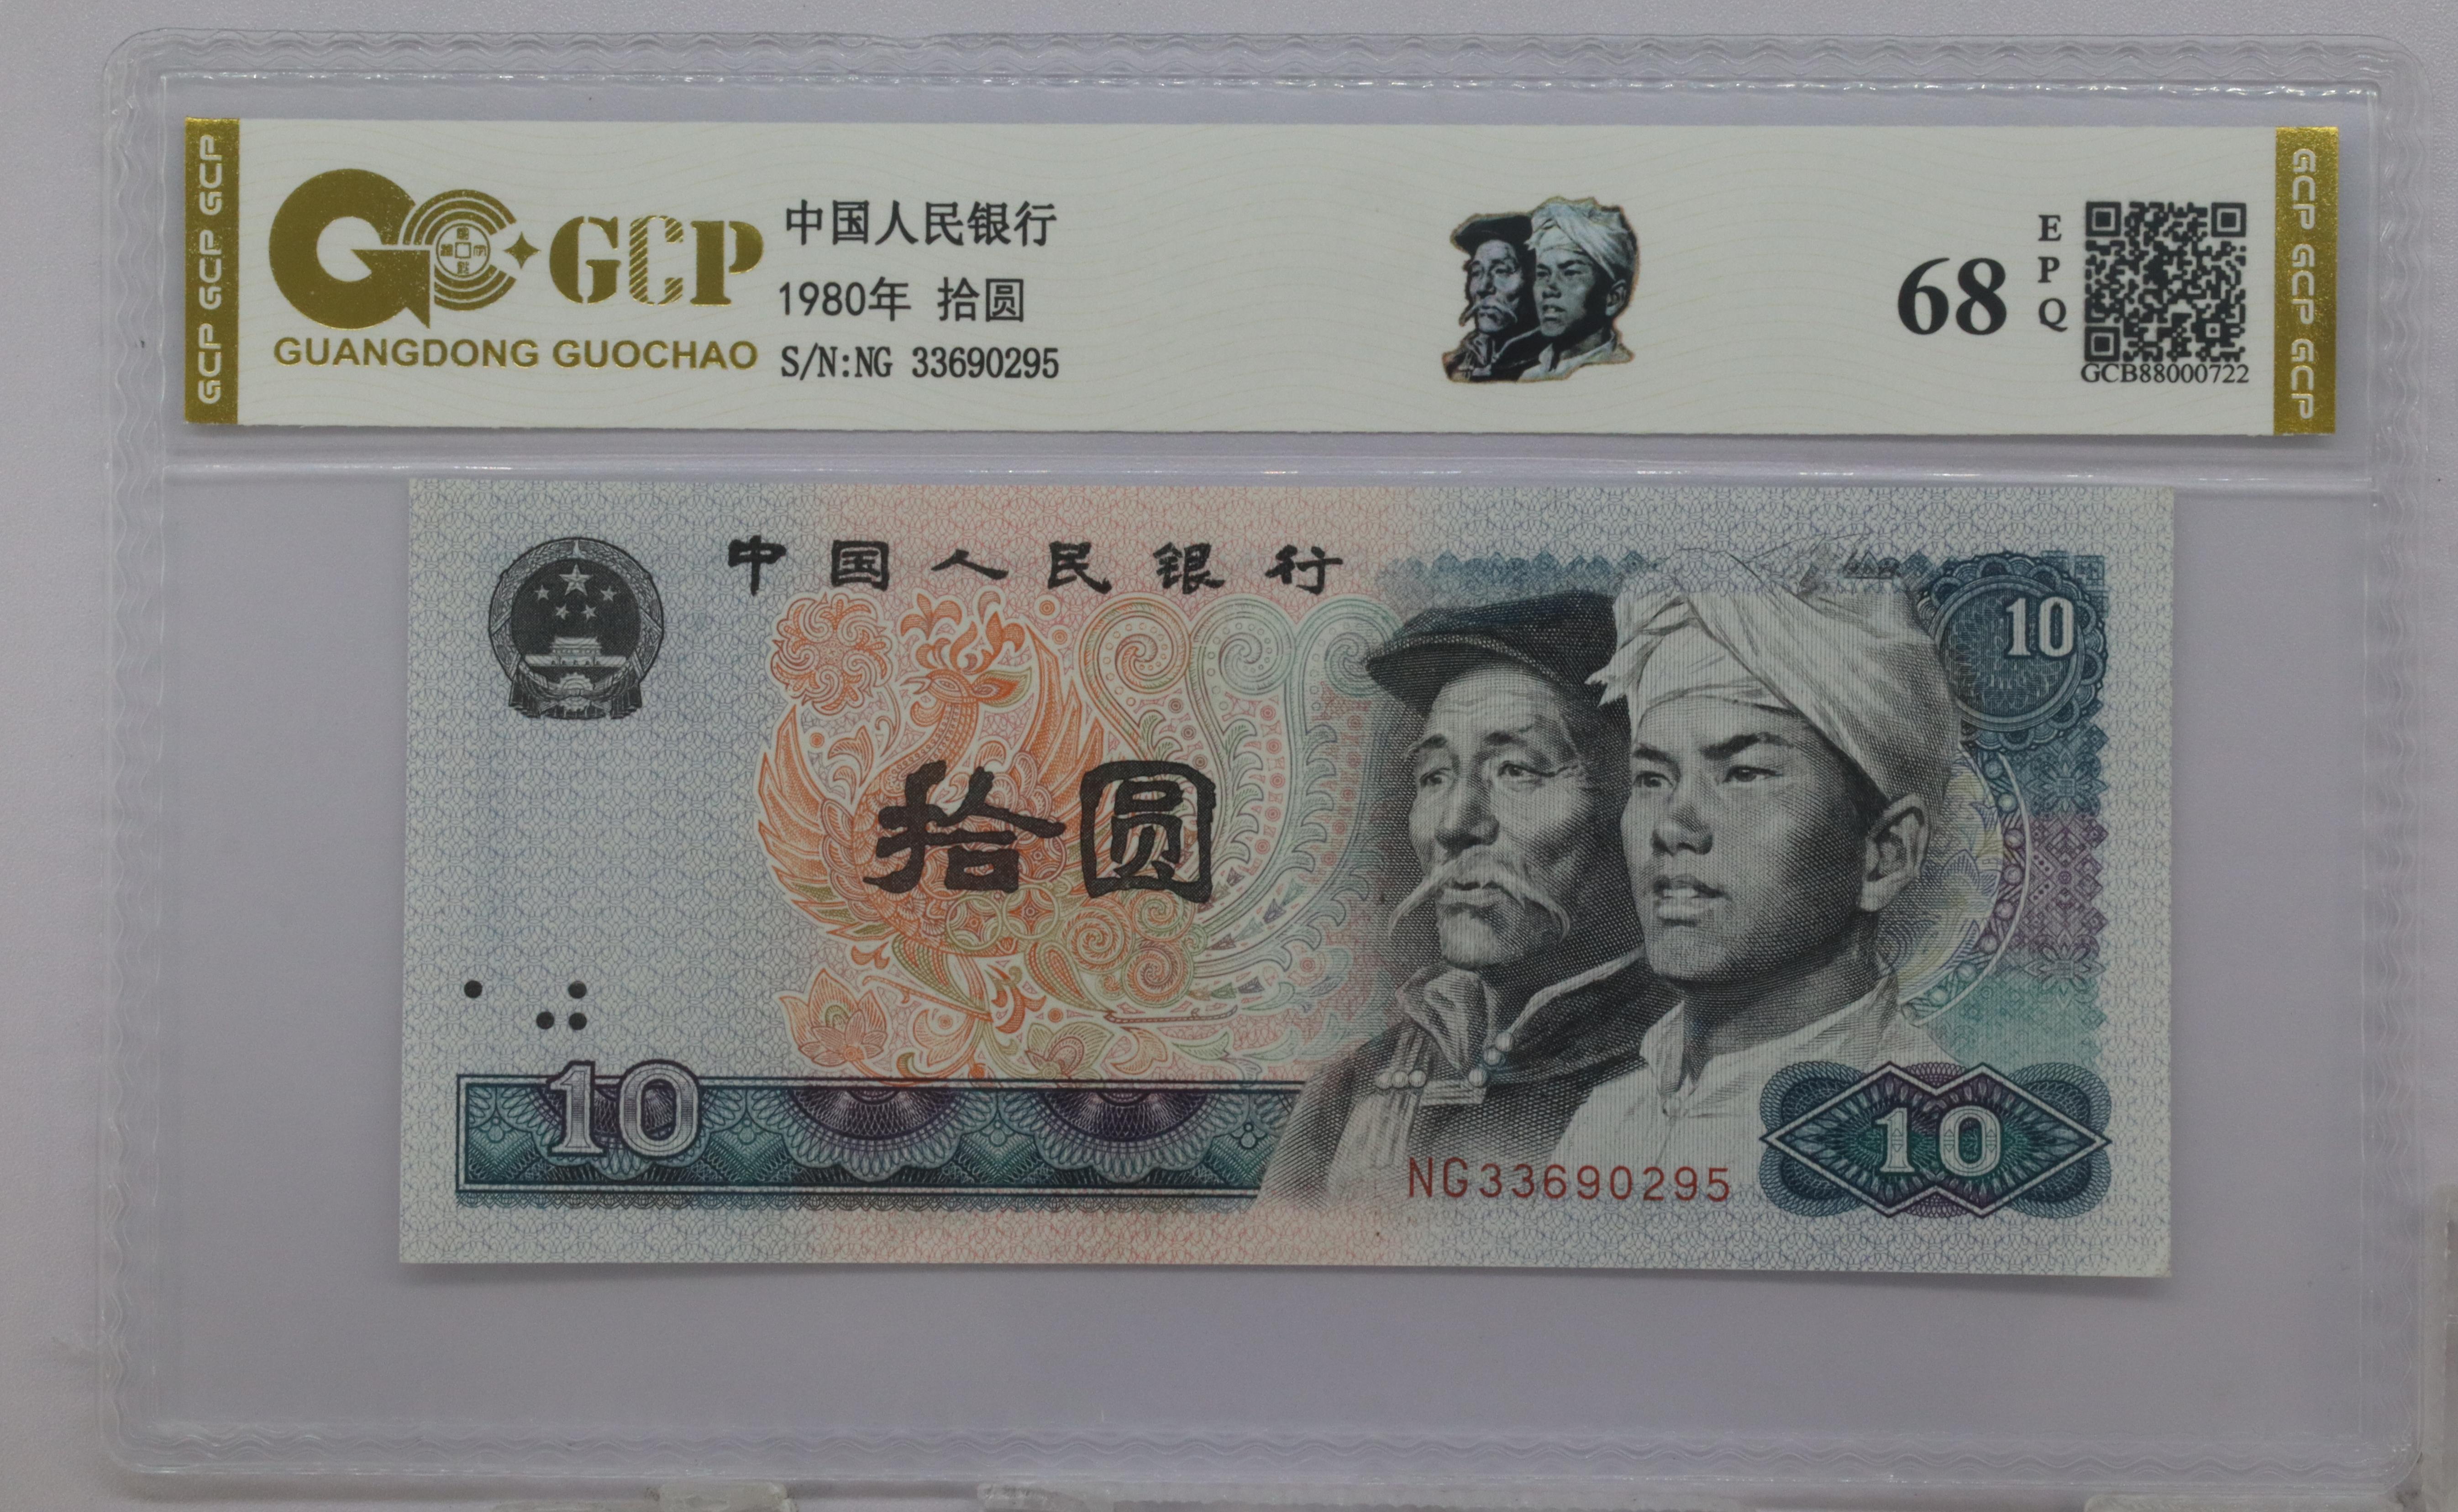 GCP GCP GCP
GCP
GUANGDONG GUOCHAO
中国人民银行
1980年 拾圆
S/N:NG 33690295
68
EPQ
GCB88000722
GCP GCP GCP
中国人民银行
10
拾圆
10
NG33690295
10